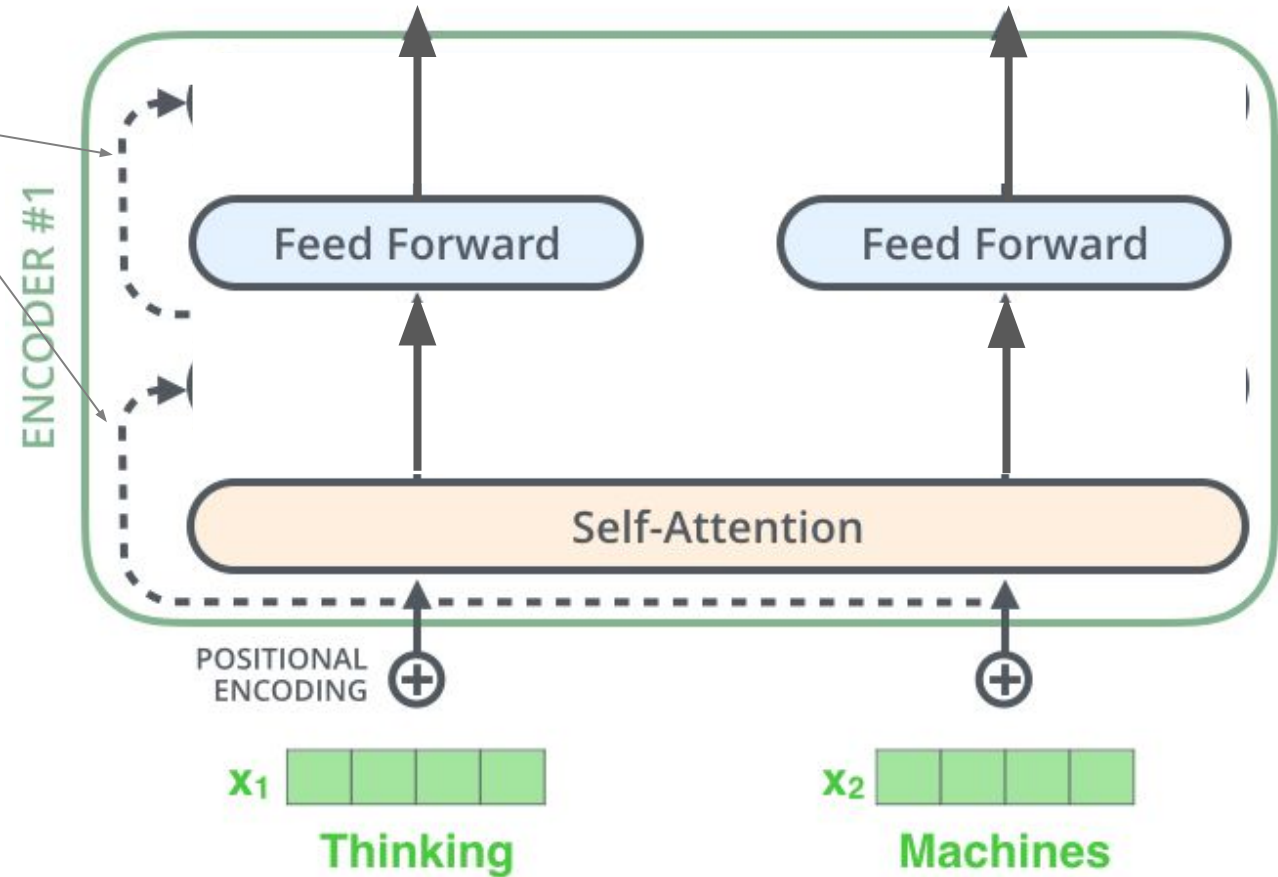 ENCODER #1
Feed Forward
Feed Forward
Self-Attention
POSITIONAL
ENCODING
x₁
x₂
Thinking
Machines